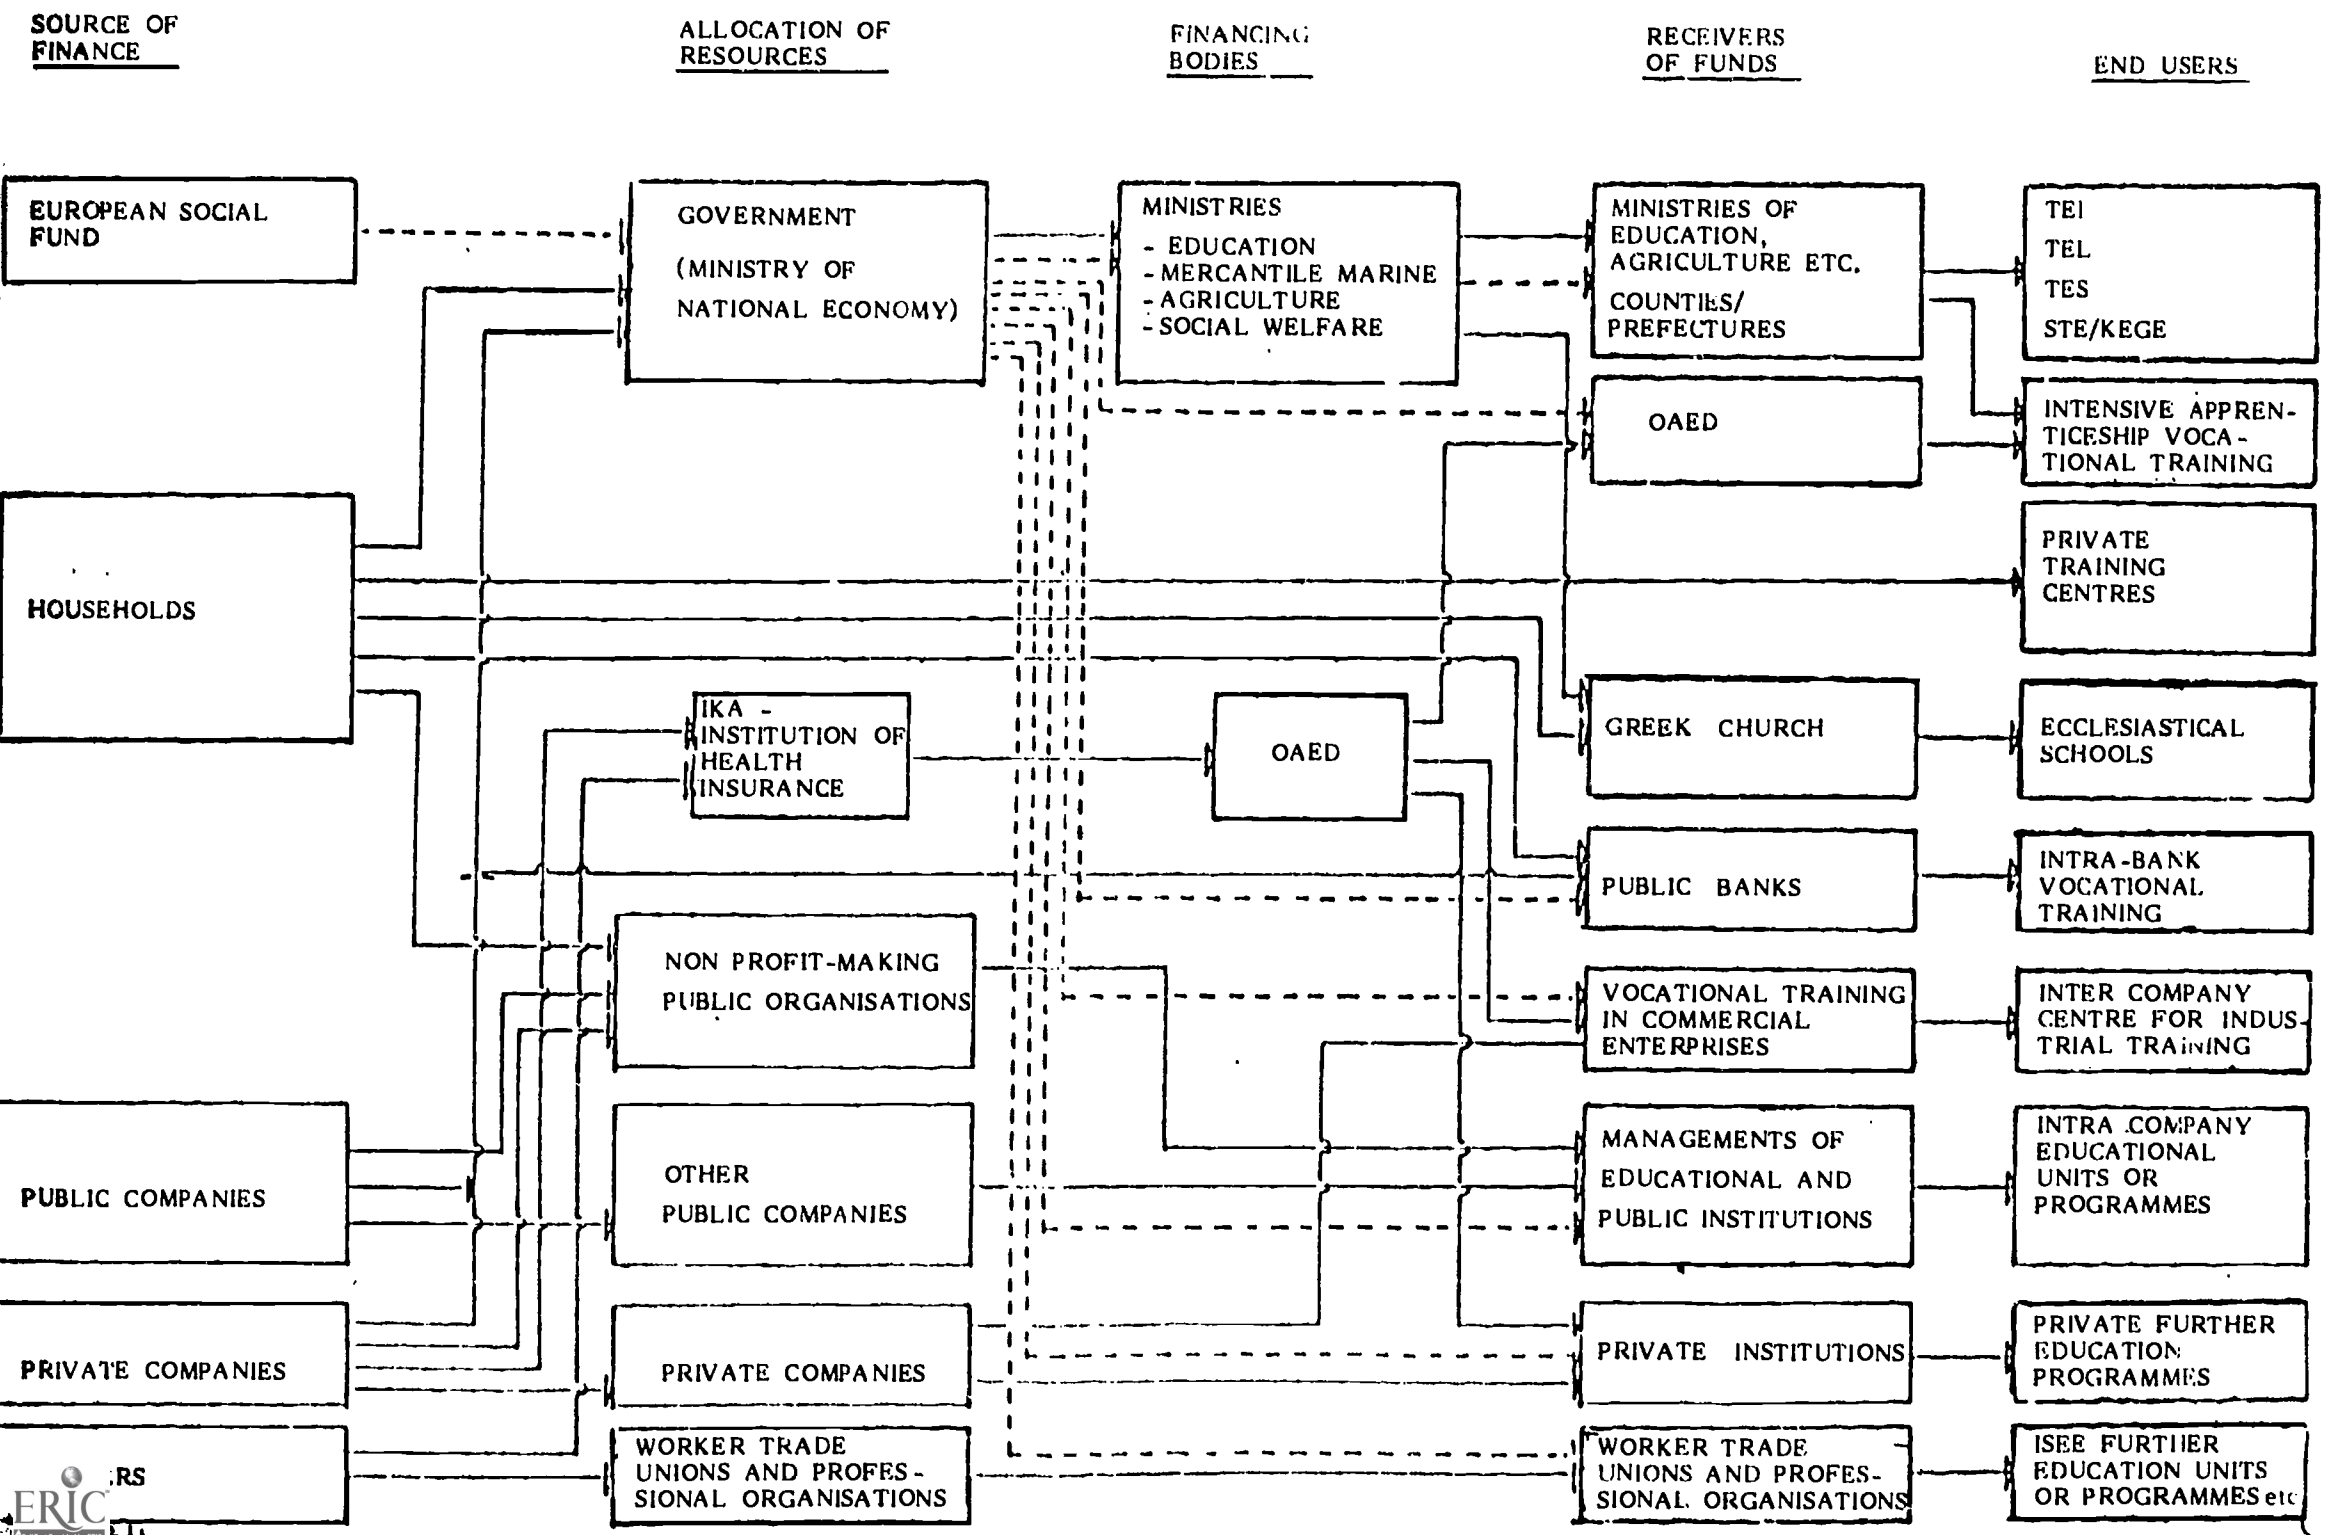 SOURCE OF
FINANCE
ALLOCATION OF
RESOURCES
FINANCING
BODIES
RECEIVERS
OF FUNDS
END USERS
EUROPEAN SOCIAL
FUND
GOVERNMENT
(MINISTRY OF
NATIONAL ECONOMY)
MINISTRIES
- EDUCATION
- MERCANTILE MARINE
- AGRICULTURE
- SOCIAL WELFARE
MINISTRIES OF
EDUCATION,
AGRICULTURE ETC.
COUNTIES/
PREFECTURES
TEI
TEL
TES
STE/KEGE
OAED
INTENSIVE APPREN-
TICESHIP VOCA-
TIONAL TRAINING
PRIVATE
TRAINING
CENTRES
HOUSEHOLDS
IKA -
INSTITUTION OF
HEALTH
INSURANCE
OAED
GREEK CHURCH
ECCLESIASTICAL
SCHOOLS
PUBLIC BANKS
INTRA-BANK
VOCATIONAL
TRAINING
NON PROFIT-MAKING
PUBLIC ORGANISATIONS
VOCATIONAL TRAINING
IN COMMERCIAL
ENTERPRISES
INTER COMPANY
CENTRE FOR INDUS-
TRIAL TRAINING
PUBLIC COMPANIES
OTHER
PUBLIC COMPANIES
MANAGEMENTS OF
EDUCATIONAL AND
PUBLIC INSTITUTIONS
INTRA COMPANY
EDUCATIONAL
UNITS OR
PROGRAMMES
PRIVATE COMPANIES
PRIVATE COMPANIES
PRIVATE INSTITUTIONS
PRIVATE FURTHER
EDUCATION
PROGRAMMES
RS
WORKER TRADE
UNIONS AND PROFES-
SIONAL ORGANISATIONS
WORKER TRADE
UNIONS AND PROFES-
SIONAL ORGANISATIONS
ISEE FURTHER
EDUCATION UNITS
OR PROGRAMMES etc
ERIC